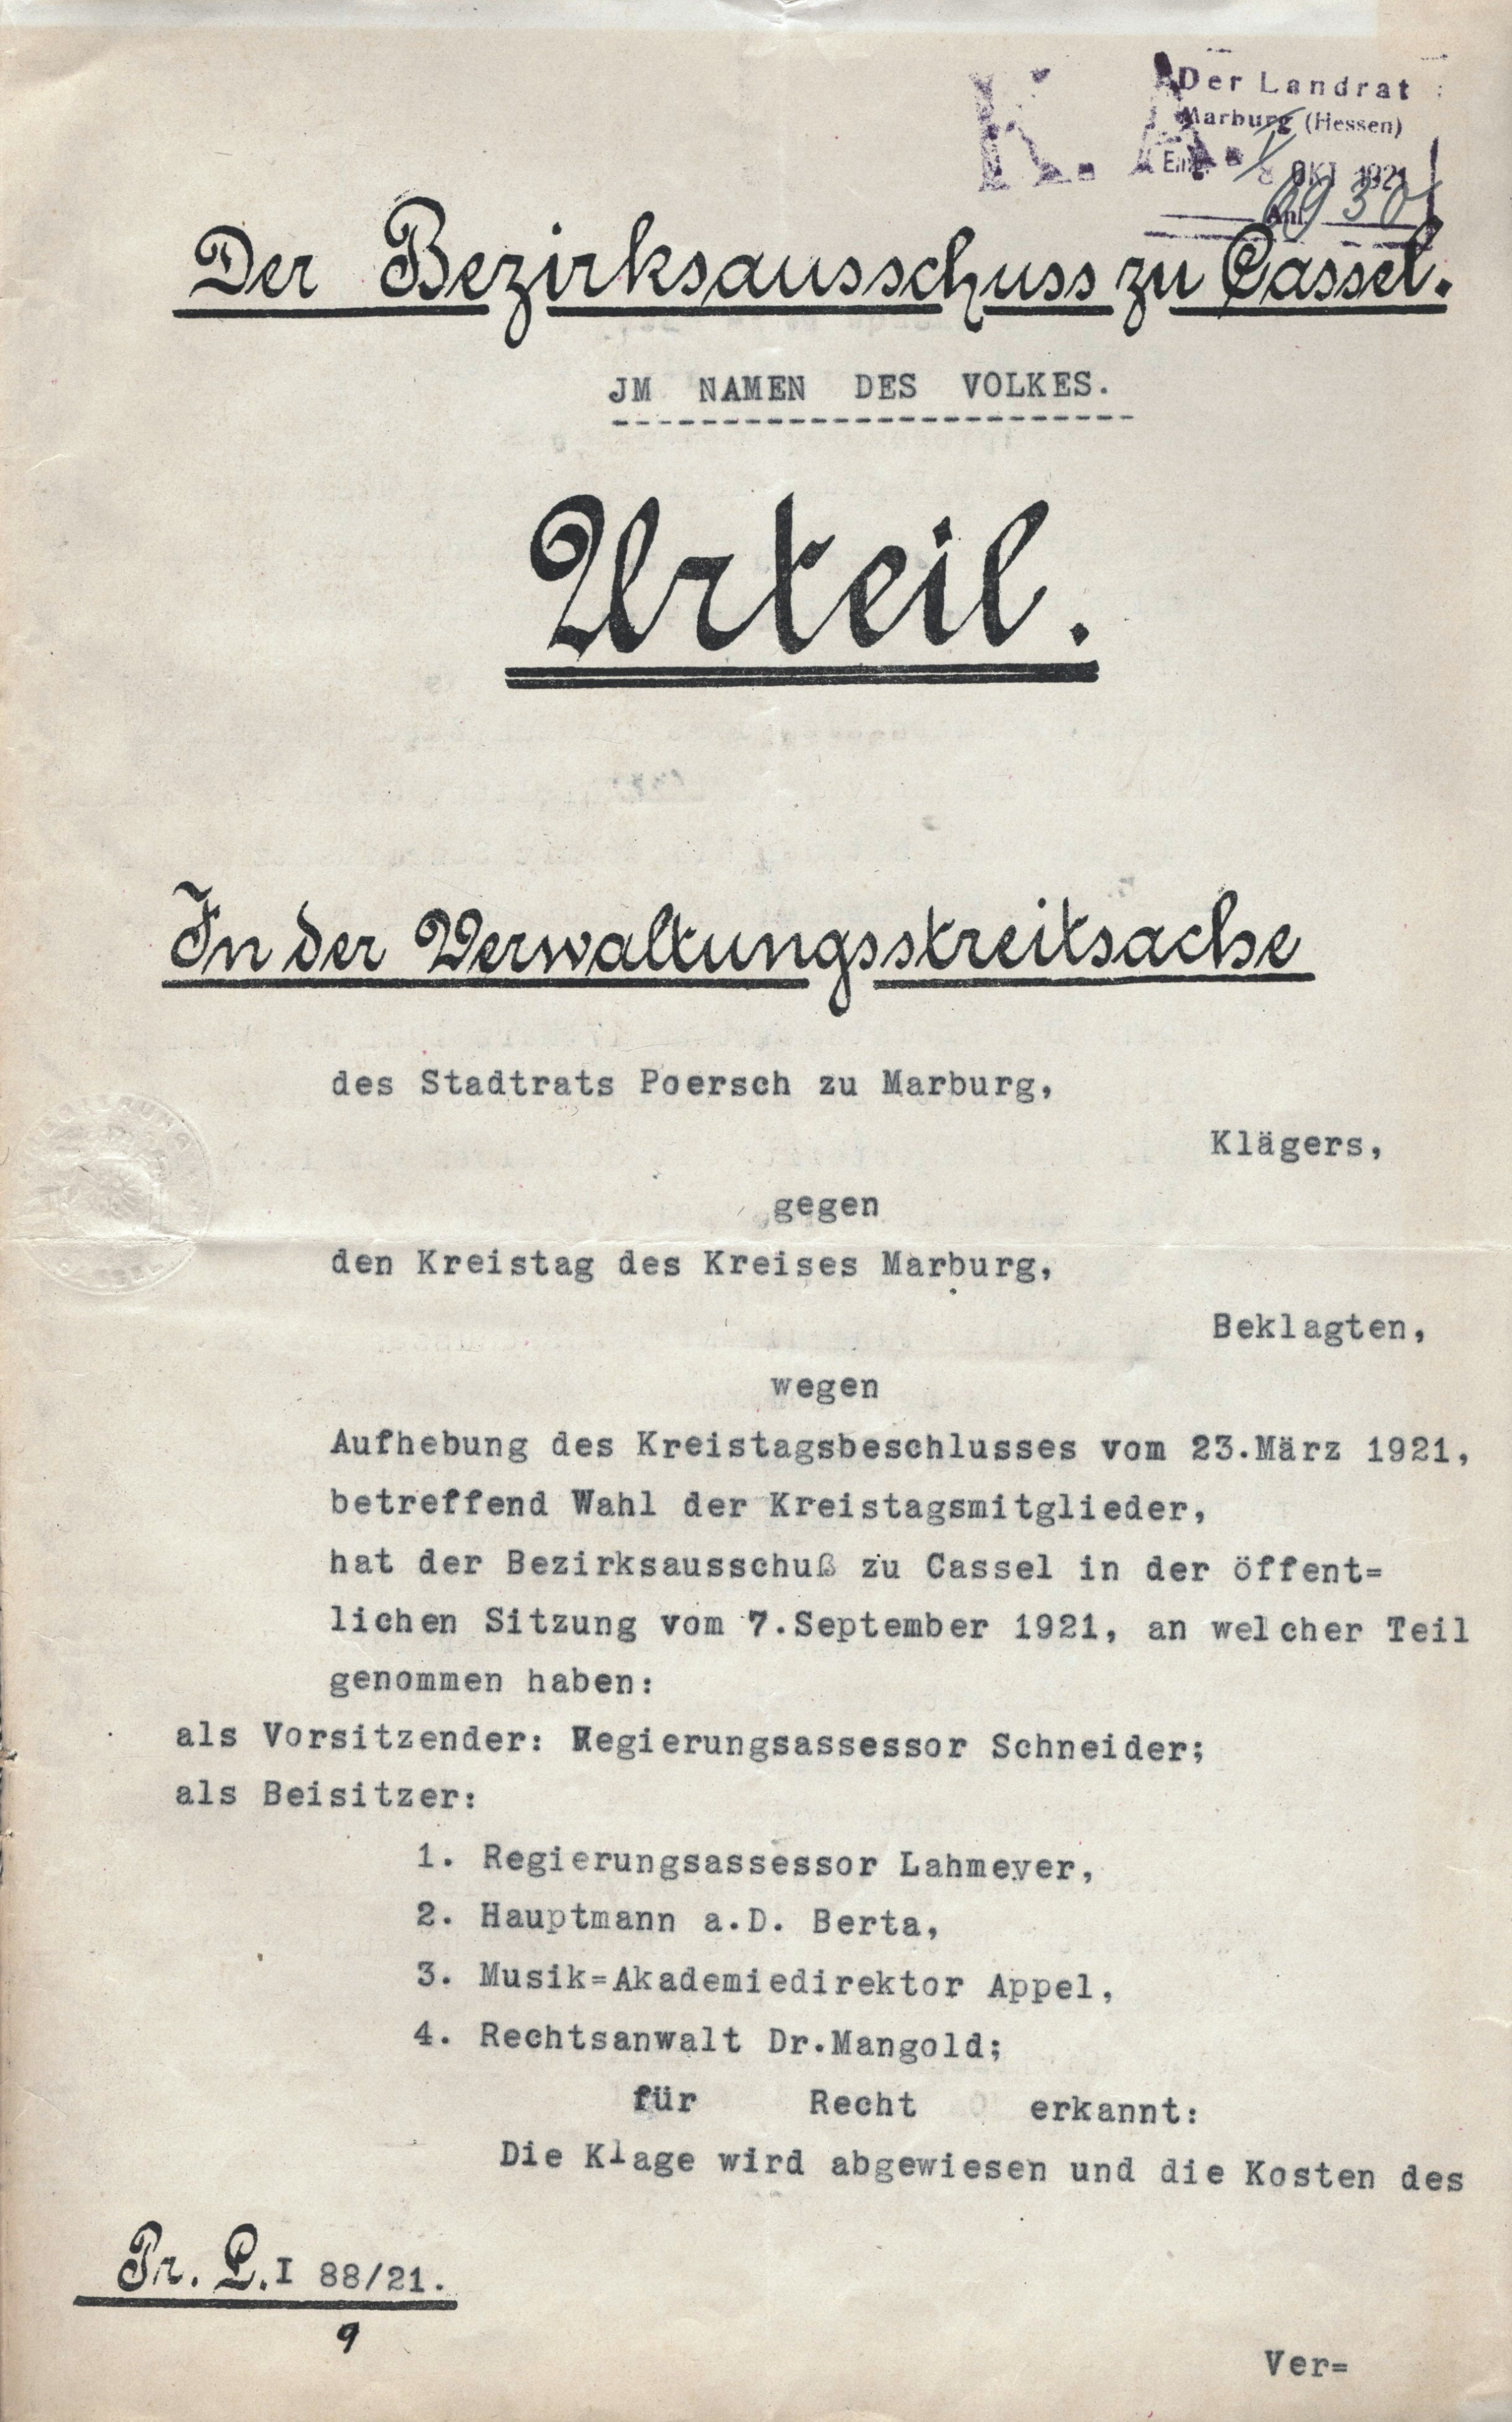 K. A.
Der Landrat
Marburg (Hessen)
8 OKT 1921
Anl.
Der Bezirksausschuss zu Cassel.
JM NAMEN DES VOLKES.
Urteil.
In der Verwaltungsstreitsache
des Stadtrats Poersch zu Marburg,
Klägers,
gegen
den Kreistag des Kreises Marburg,
Beklagten,
wegen
Aufhebung des Kreistagsbeschlusses vom 23.März 1921,
betreffend Wahl der Kreistagsmitglieder,
hat der Bezirksausschuß zu Cassel in der öffent=
lichen Sitzung vom 7.September 1921, an welcher Teil
genommen haben:
als Vorsitzender: Regierungsassessor Schneider;
als Beisitzer:
1. Regierungsassessor Lahmeyer,
2. Hauptmann a.D. Berta,
3. Musik=Akademiedirektor Appel,
4. Rechtsanwalt Dr.Mangold;
für Recht erkannt:
Die Klage wird abgewiesen und die Kosten des
Pr. L. I 88/21.
9
Ver=